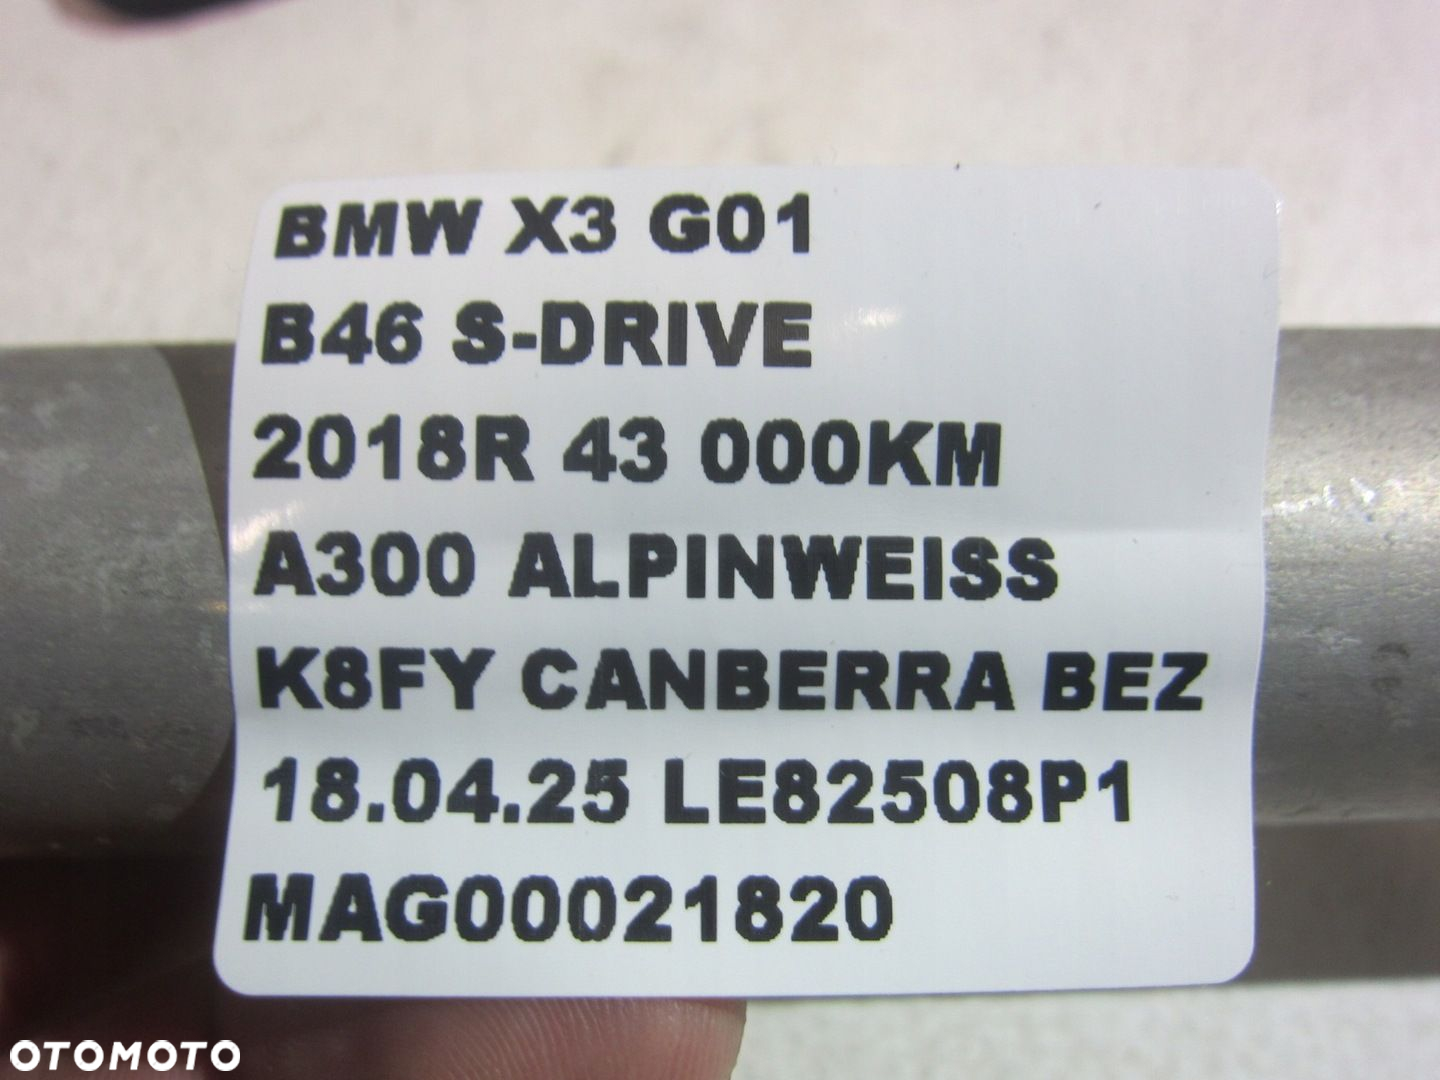 BMW X3 G01
B46 S-DRIVE
2018R 43 000KM
A300 ALPINWEISS
K8FY CANBERRA BEZ
18.04.25 LE82508P1
MAG00021820
OTOMOTO